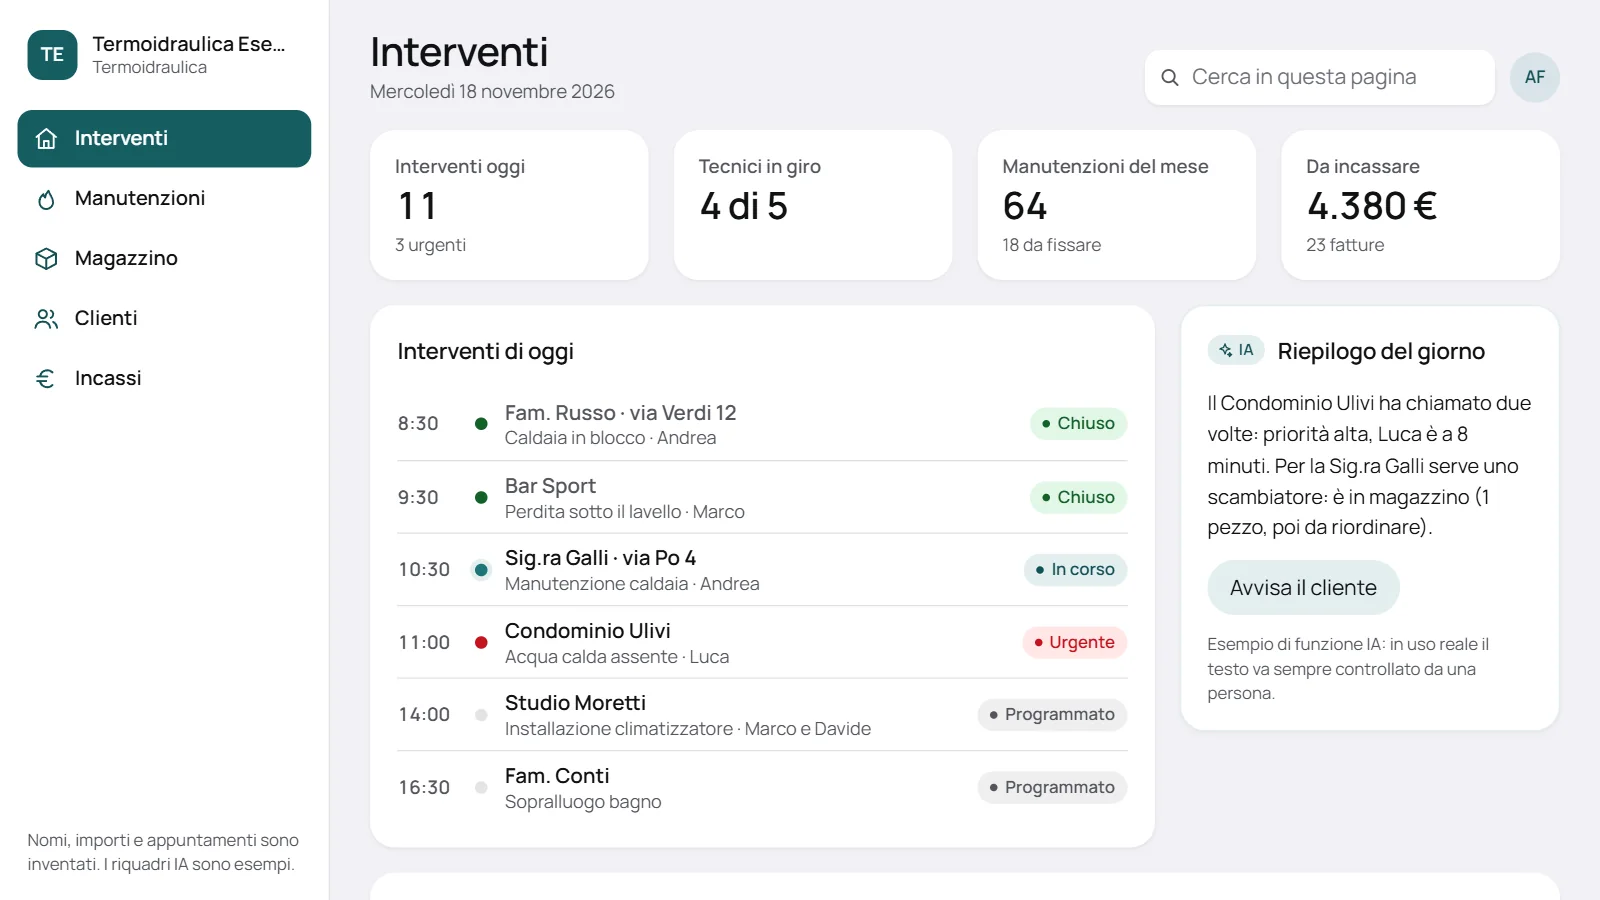 TE
Termoidraulica Ese...
Termoidraulica
Interventi
Manutenzioni
Magazzino
Clienti
Incassi
Nomi, importi e appuntamenti sono
inventati. I riquadri IA sono esempi.
Interventi
Mercoledì 18 novembre 2026
Cerca in questa pagina
AF
Interventi oggi
11
3 urgenti
Tecnici in giro
4 di 5
Manutenzioni del mese
64
18 da fissare
Da incassare
4.380 €
23 fatture
Interventi di oggi
8:30
Fam. Russo · via Verdi 12
Caldaia in blocco · Andrea
Chiuso
9:30
Bar Sport
Perdita sotto il lavello · Marco
Chiuso
10:30
Sig.ra Galli · via Po 4
Manutenzione caldaia · Andrea
In corso
11:00
Condominio Ulivi
Acqua calda assente · Luca
Urgente
14:00
Studio Moretti
Installazione climatizzatore · Marco e Davide
Programmato
16:30
Fam. Conti
Sopralluogo bagno
Programmato
IA
Riepilogo del giorno
Il Condominio Ulivi ha chiamato due
volte: priorità alta, Luca è a 8
minuti. Per la Sig.ra Galli serve uno
scambiatore: è in magazzino (1
pezzo, poi da riordinare).
Avvisa il cliente
Esempio di funzione IA: in uso reale il
testo va sempre controllato da una
persona.